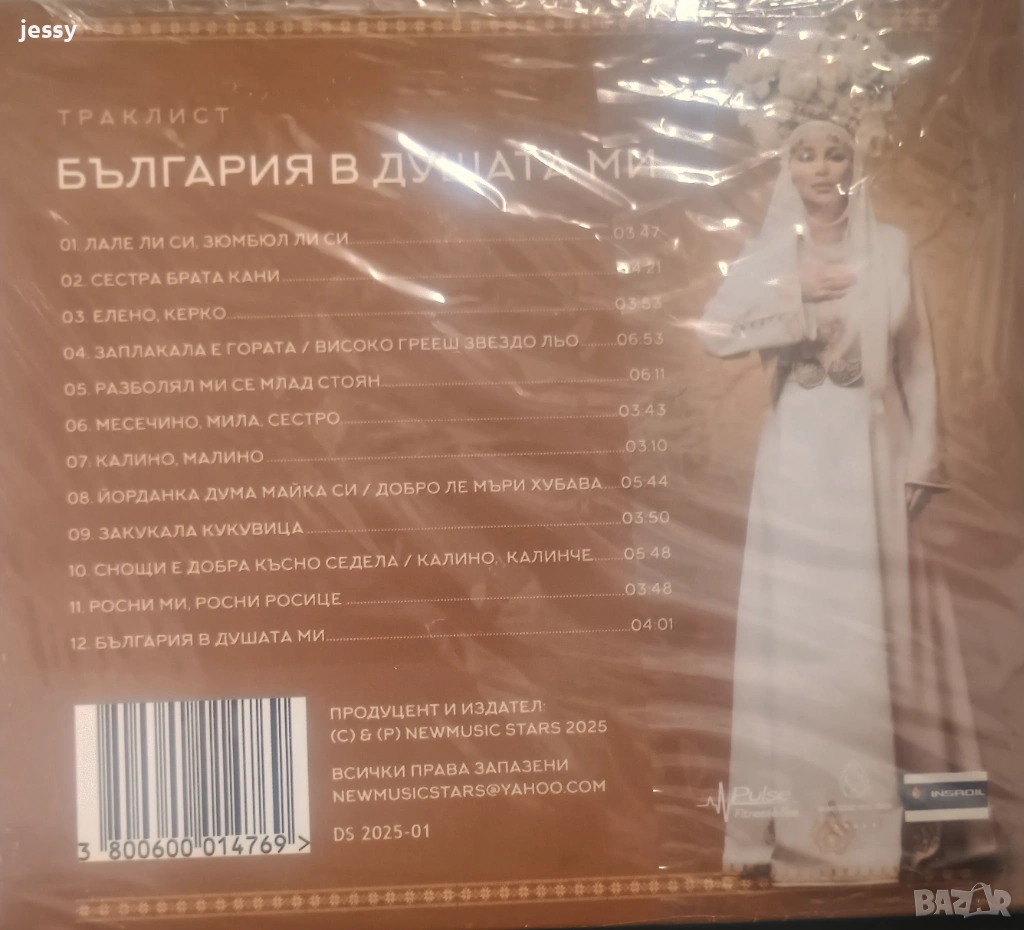 jessy
ТРАКЛИСТ
БЪЛГАРИЯ В ДУШАТА МИ
01. ЛАЛЕ ЛИ СИ, ЗЮМБЮЛ ЛИ СИ 03:47
02. СЕСТРА БРАТА КАНИ 04:21
03. ЕЛЕНО, КЕРКО 03:53
04. ЗАПЛАКАЛА Е ГОРАТА / ВИСОКО ГРЕЕШ ЗВЕЗДО ЛЬО 06:53
05. РАЗБОЛЯЛ МИ СЕ МЛАД СТОЯН 06:11
06. МЕСЕЧИНО, МИЛА, СЕСТРО 03:43
07. КАЛИНО, МАЛИНО 03:10
08. ЙОРДАНКА ДУМА МАЙКА СИ / ДОБРО ЛЕ МЪРИ ХУБАВА 05:44
09. ЗАКУКАЛА КУКУВИЦА 03:50
10. СНОЩИ Е ДОБРА КЪСНО СЕДЕЛА / КАЛИНО, КАЛИНЧЕ 05:48
11. РОСНИ МИ, РОСНИ РОСИЦЕ 03:48
12. БЪЛГАРИЯ В ДУШАТА МИ 04:01
ПРОДУЦЕНТ И ИЗДАТЕЛ:
(C) & (P) NEWMUSIC STARS 2025
ВСИЧКИ ПРАВА ЗАПАЗЕНИ
NEWMUSICSTARS@YAHOO.COM
DS 2025-01
3 800600 014769 >
Pulse
INSAOIL
BAZAR